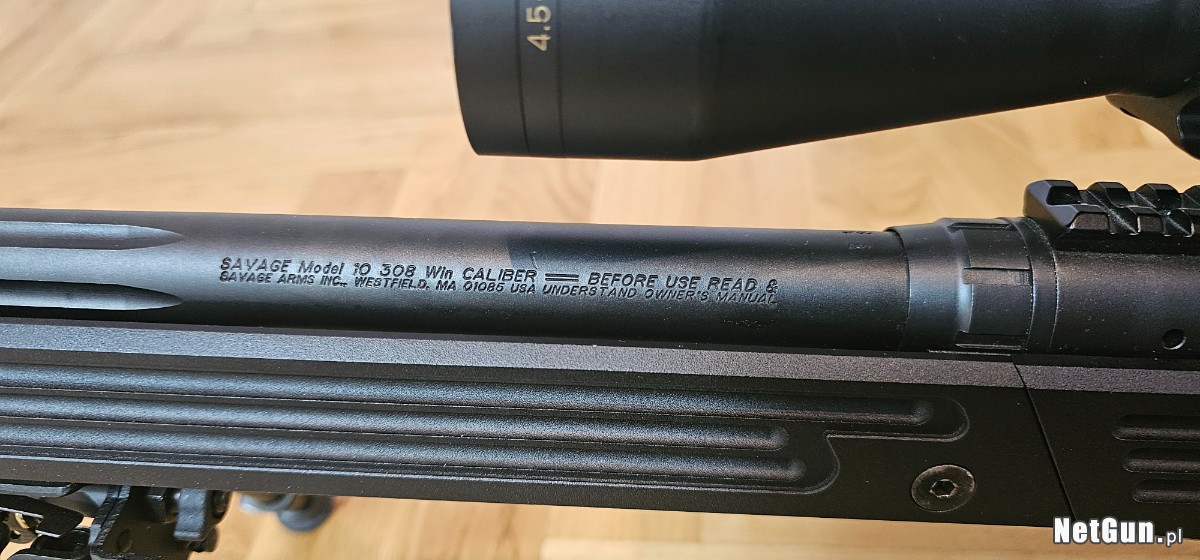 4.5
SAVAGE Model 10 308 Win CALIBER BEFORE USE READ &
SAVAGE ARMS INC., WESTFIELD, MA 01085 USA UNDERSTAND OWNER'S MANUAL
NetGun.pl